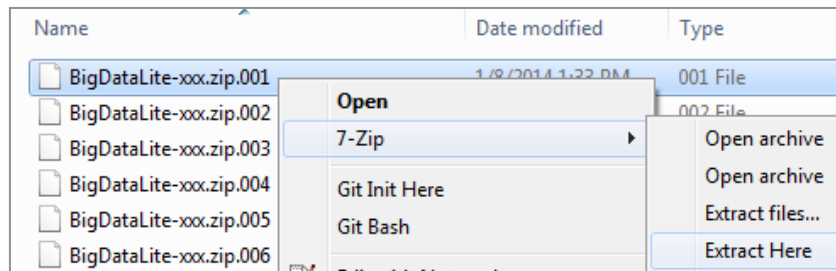 Name Date modified Type
BigDataLite-xxx.zip.001 1/8/2014 1:33 PM 001 File
BigDataLite-xxx.zip.002 Open 002 File
BigDataLite-xxx.zip.003 7-Zip Open archive
BigDataLite-xxx.zip.004 Git Init Here Open archive
BigDataLite-xxx.zip.005 Git Bash Extract files...
BigDataLite-xxx.zip.006 Extract Here